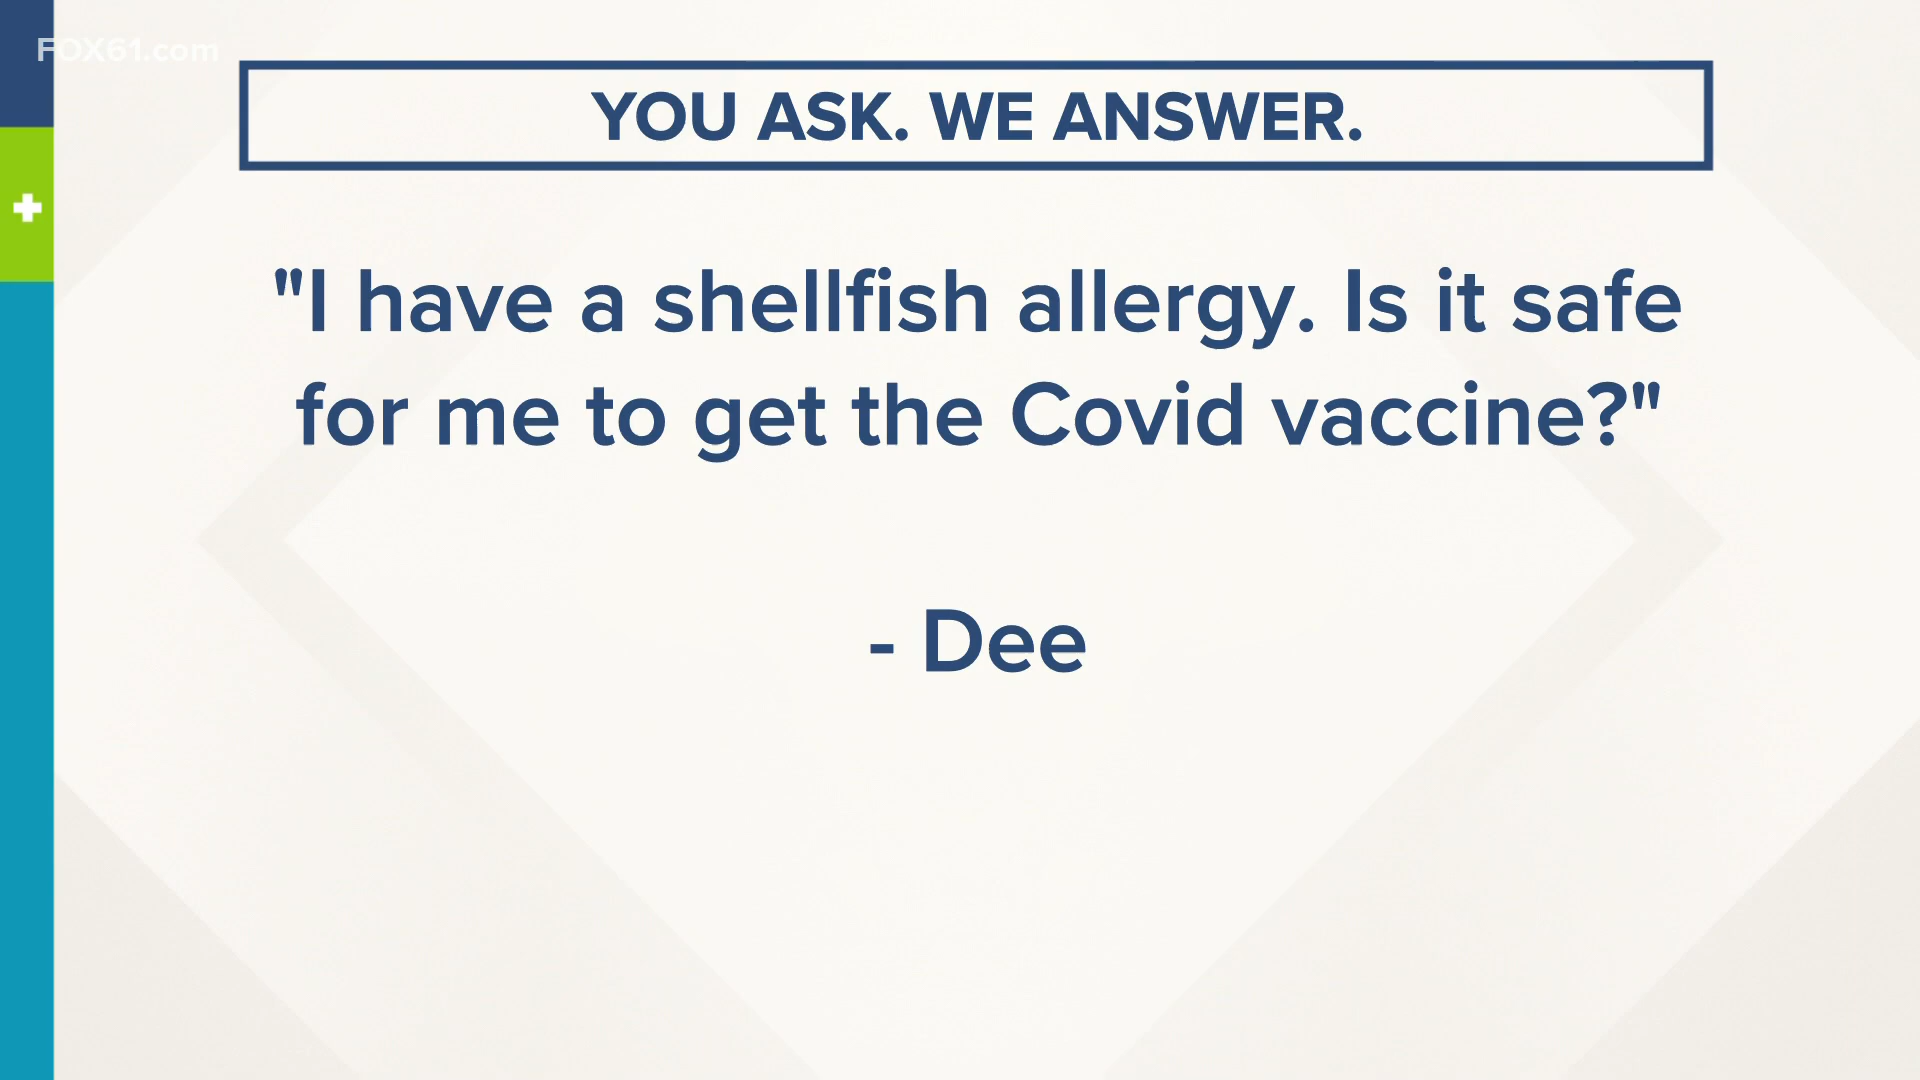 FOX61.com
YOU ASK. WE ANSWER.
"I have a shellfish allergy. Is it safe
for me to get the Covid vaccine?"
- Dee